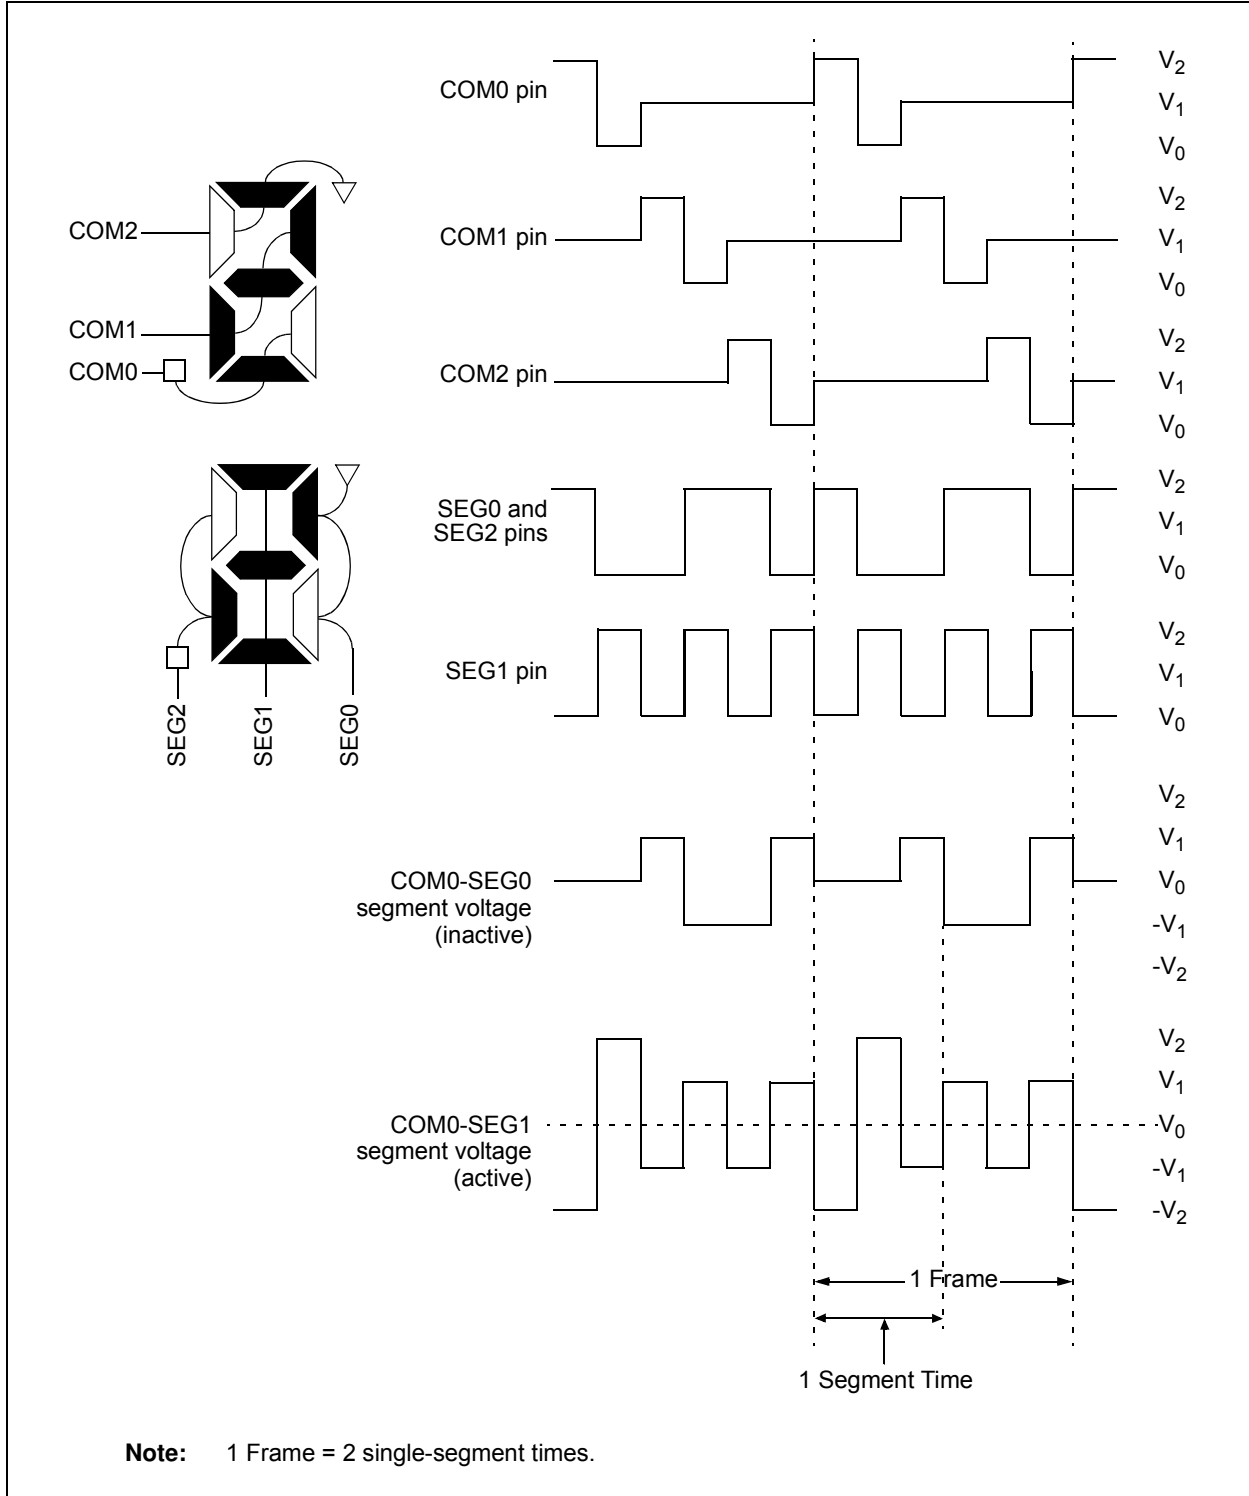 COM0 pin
V2
V1
V0
COM2
COM1
COM0
COM1 pin
V2
V1
V0
COM2 pin
V2
V1
V0
SEG2
SEG1
SEG0
SEG0 and
SEG2 pins
V2
V1
V0
SEG1 pin
V2
V1
V0
COM0-SEG0
segment voltage
(inactive)
V2
V1
V0
-V1
-V2
COM0-SEG1
segment voltage
(active)
V2
V1
V0
-V1
-V2
1 Frame
1 Segment Time
Note: 1 Frame = 2 single-segment times.